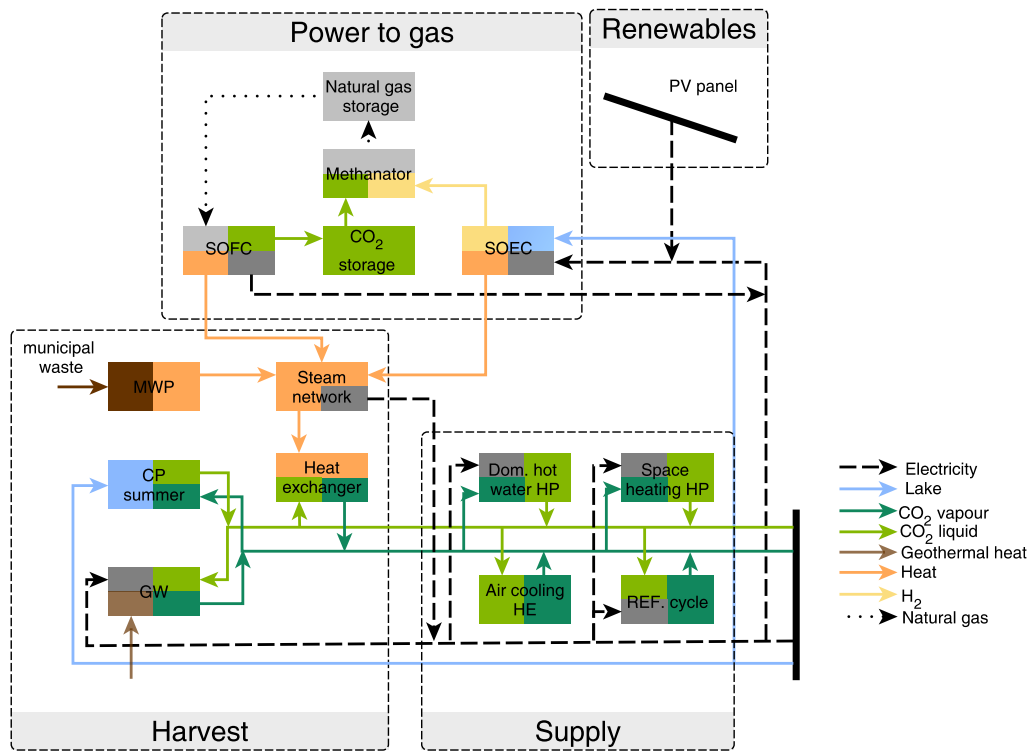 Power to gas
Renewables
Natural gas
storage
PV panel
Methanator
SOFC
CO2
storage
SOEC
municipal
waste
MWP
Steam
network
CP
summer
Heat
exchanger
Dom. hot
water HP
Space
heating HP
GW
Air cooling
HE
REF. cycle
Harvest
Supply
Electricity
Lake
CO2 vapour
CO2 liquid
Geothermal heat
Heat
H2
Natural gas